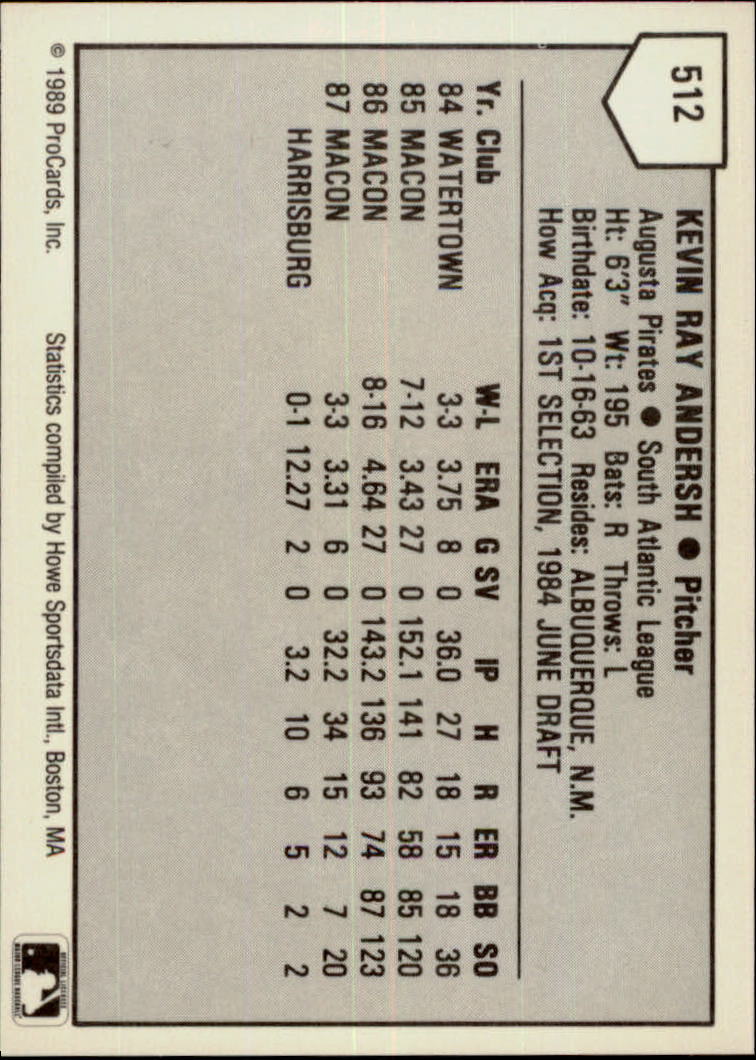 512
KEVIN RAY ANDERSH ● Pitcher
Augusta Pirates ● South Atlantic League
Ht: 6'3" Wt: 195 Bats: R Throws: L
Birthdate: 10-16-63 Resides: ALBUQUERQUE, N.M.
How Acq: 1ST SELECTION, 1984 JUNE DRAFT
Yr. Club W-L ERA G SV IP H R ER BB SO
84 WATERTOWN 3-3 3.75 8 0 36.0 27 18 15 18 36
85 MACON 7-12 3.43 27 0 152.1 141 82 58 85 120
86 MACON 8-16 4.64 27 0 143.2 136 93 74 87 123
87 MACON 3-3 3.31 6 0 32.2 34 15 12 7 20
HARRISBURG 0-1 12.27 2 0 3.2 10 6 5 2 2
© 1989 ProCards, Inc. Statistics compiled by Howe Sportsdata Intl., Boston, MA
OFFICIAL LICENSEE
MAJOR LEAGUE BASEBALL